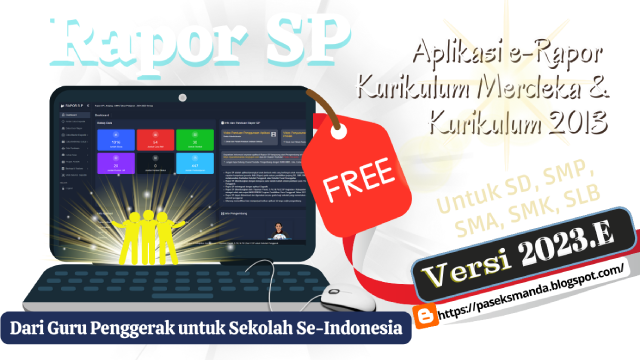 Rapor SP
Aplikasi e-Rapor
Kurikulum Merdeka &
Kurikulum 2013
FREE
Untuk SD, SMP,
SMA, SMK, SLB
Versi 2023.E
https://paseksmanda.blogspot.com/
Dari Guru Penggerak untuk Sekolah Se-Indonesia